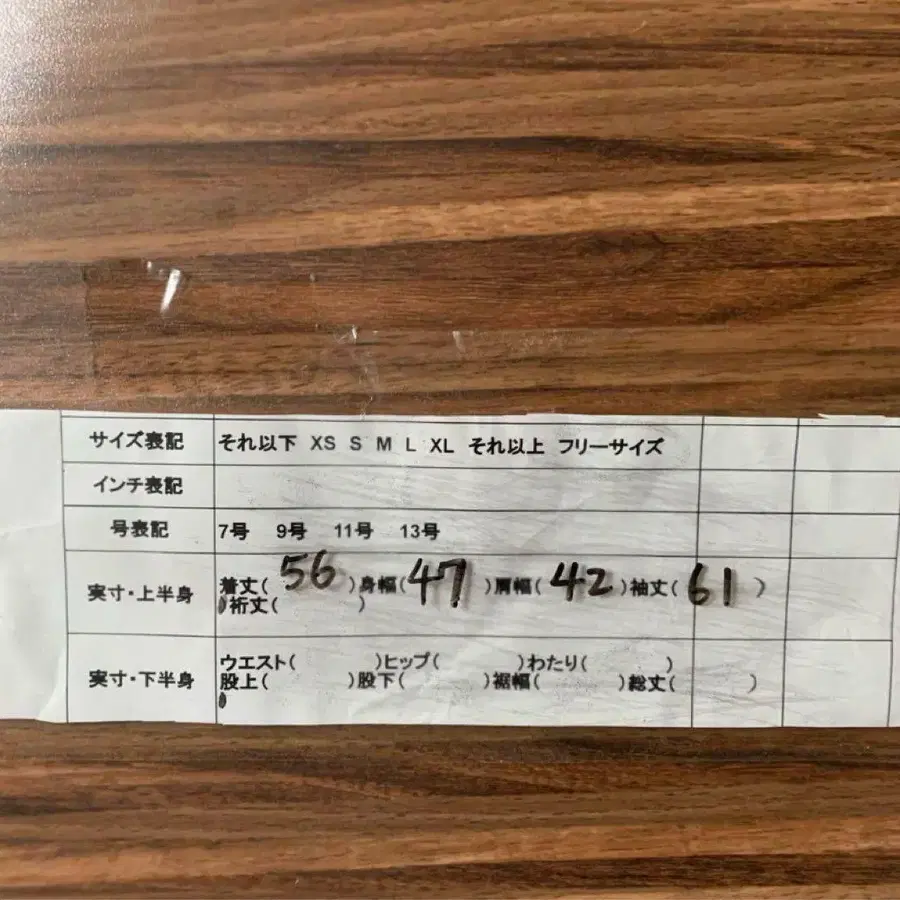 サイズ表記 それ以下 XS S M L XL それ以上 フリーサイズ
インチ表記
号表記 7号 9号 11号 13号
実寸・上半身 着丈( 56 )身幅( 47 )肩幅( 42 )袖丈( 61 )
裄丈( )
実寸・下半身 ウエスト( )ヒップ( )わたり( )
股上( )股下( )裾幅( )総丈( )